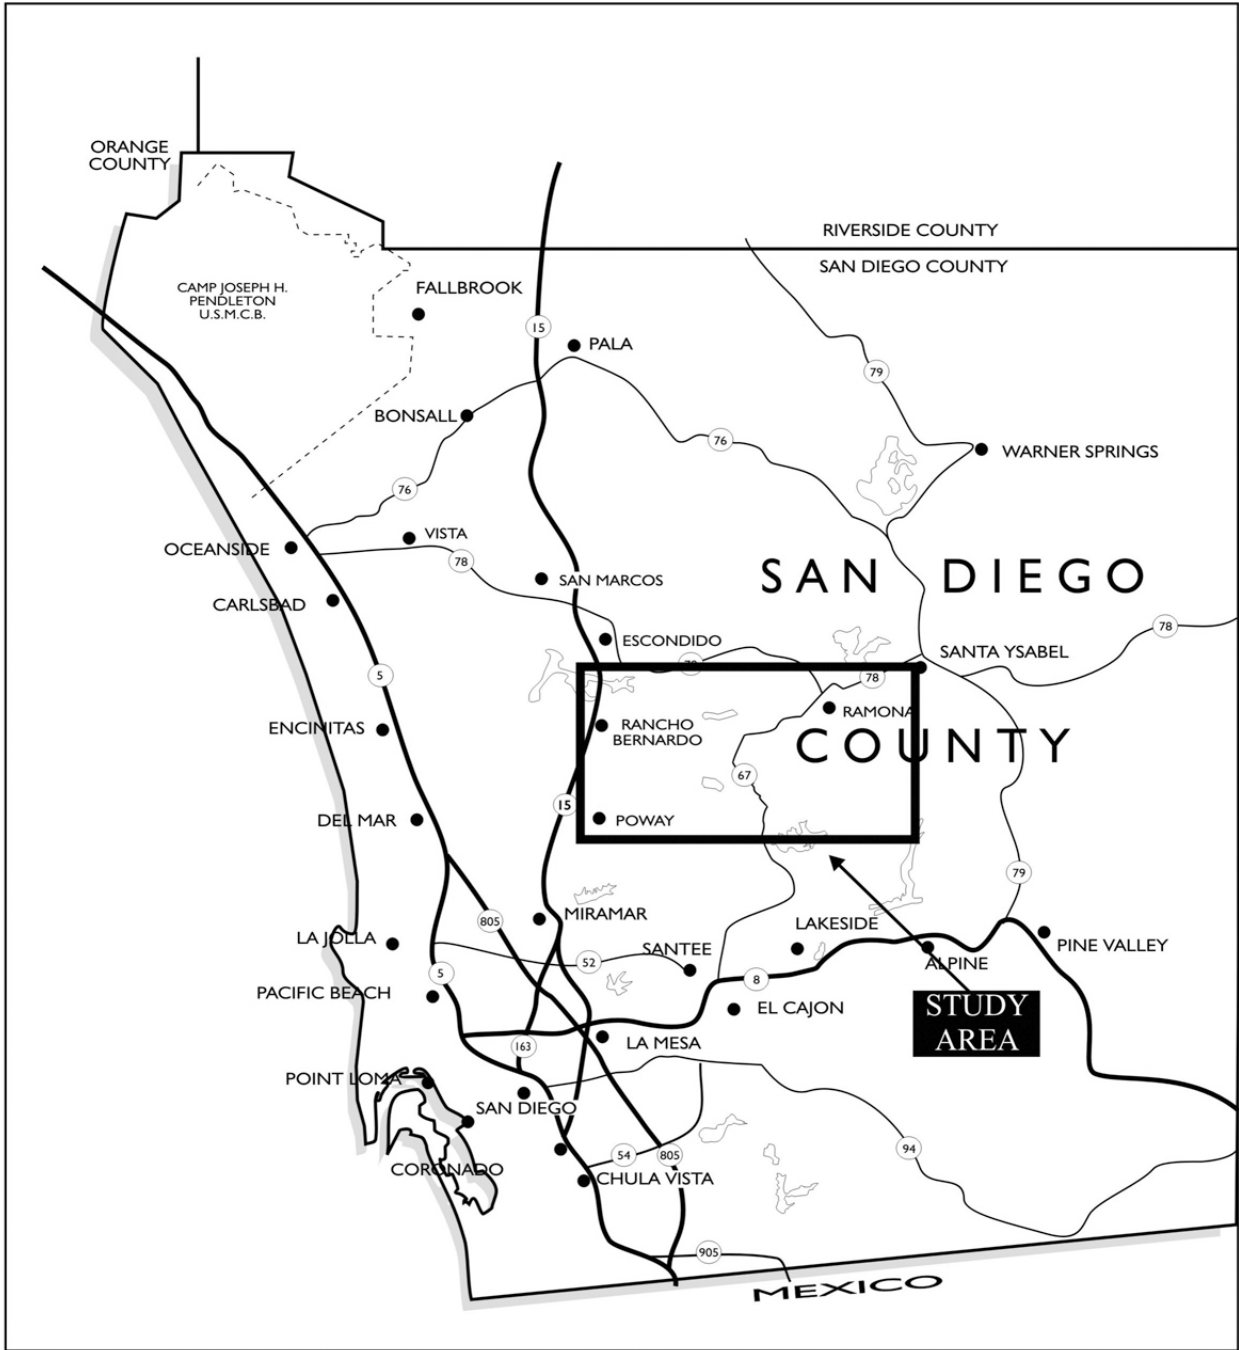 ORANGE
COUNTY
RIVERSIDE COUNTY
SAN DIEGO COUNTY
CAMP JOSEPH H.
PENDLETON
U.S.M.C.B.
FALLBROOK
15
PALA
79
BONSALL
76
WARNER SPRINGS
76
VISTA
OCEANSIDE
78
SAN MARCOS
SAN DIEGO
CARLSBAD
78
ESCONDIDO
SANTA YSABEL
78
5
78
RAMONA
ENCINITAS
RANCHO
BERNARDO
COUNTY
67
15
DEL MAR
POWAY
79
MIRAMAR
805
LAKESIDE
LA JOLLA
SANTEE
PINE VALLEY
52
ALPINE
5
8
PACIFIC BEACH
EL CAJON
STUDY
AREA
163
LA MESA
POINT LOMA
SAN DIEGO
94
54
805
CORONADO
CHULA VISTA
905
MEXICO